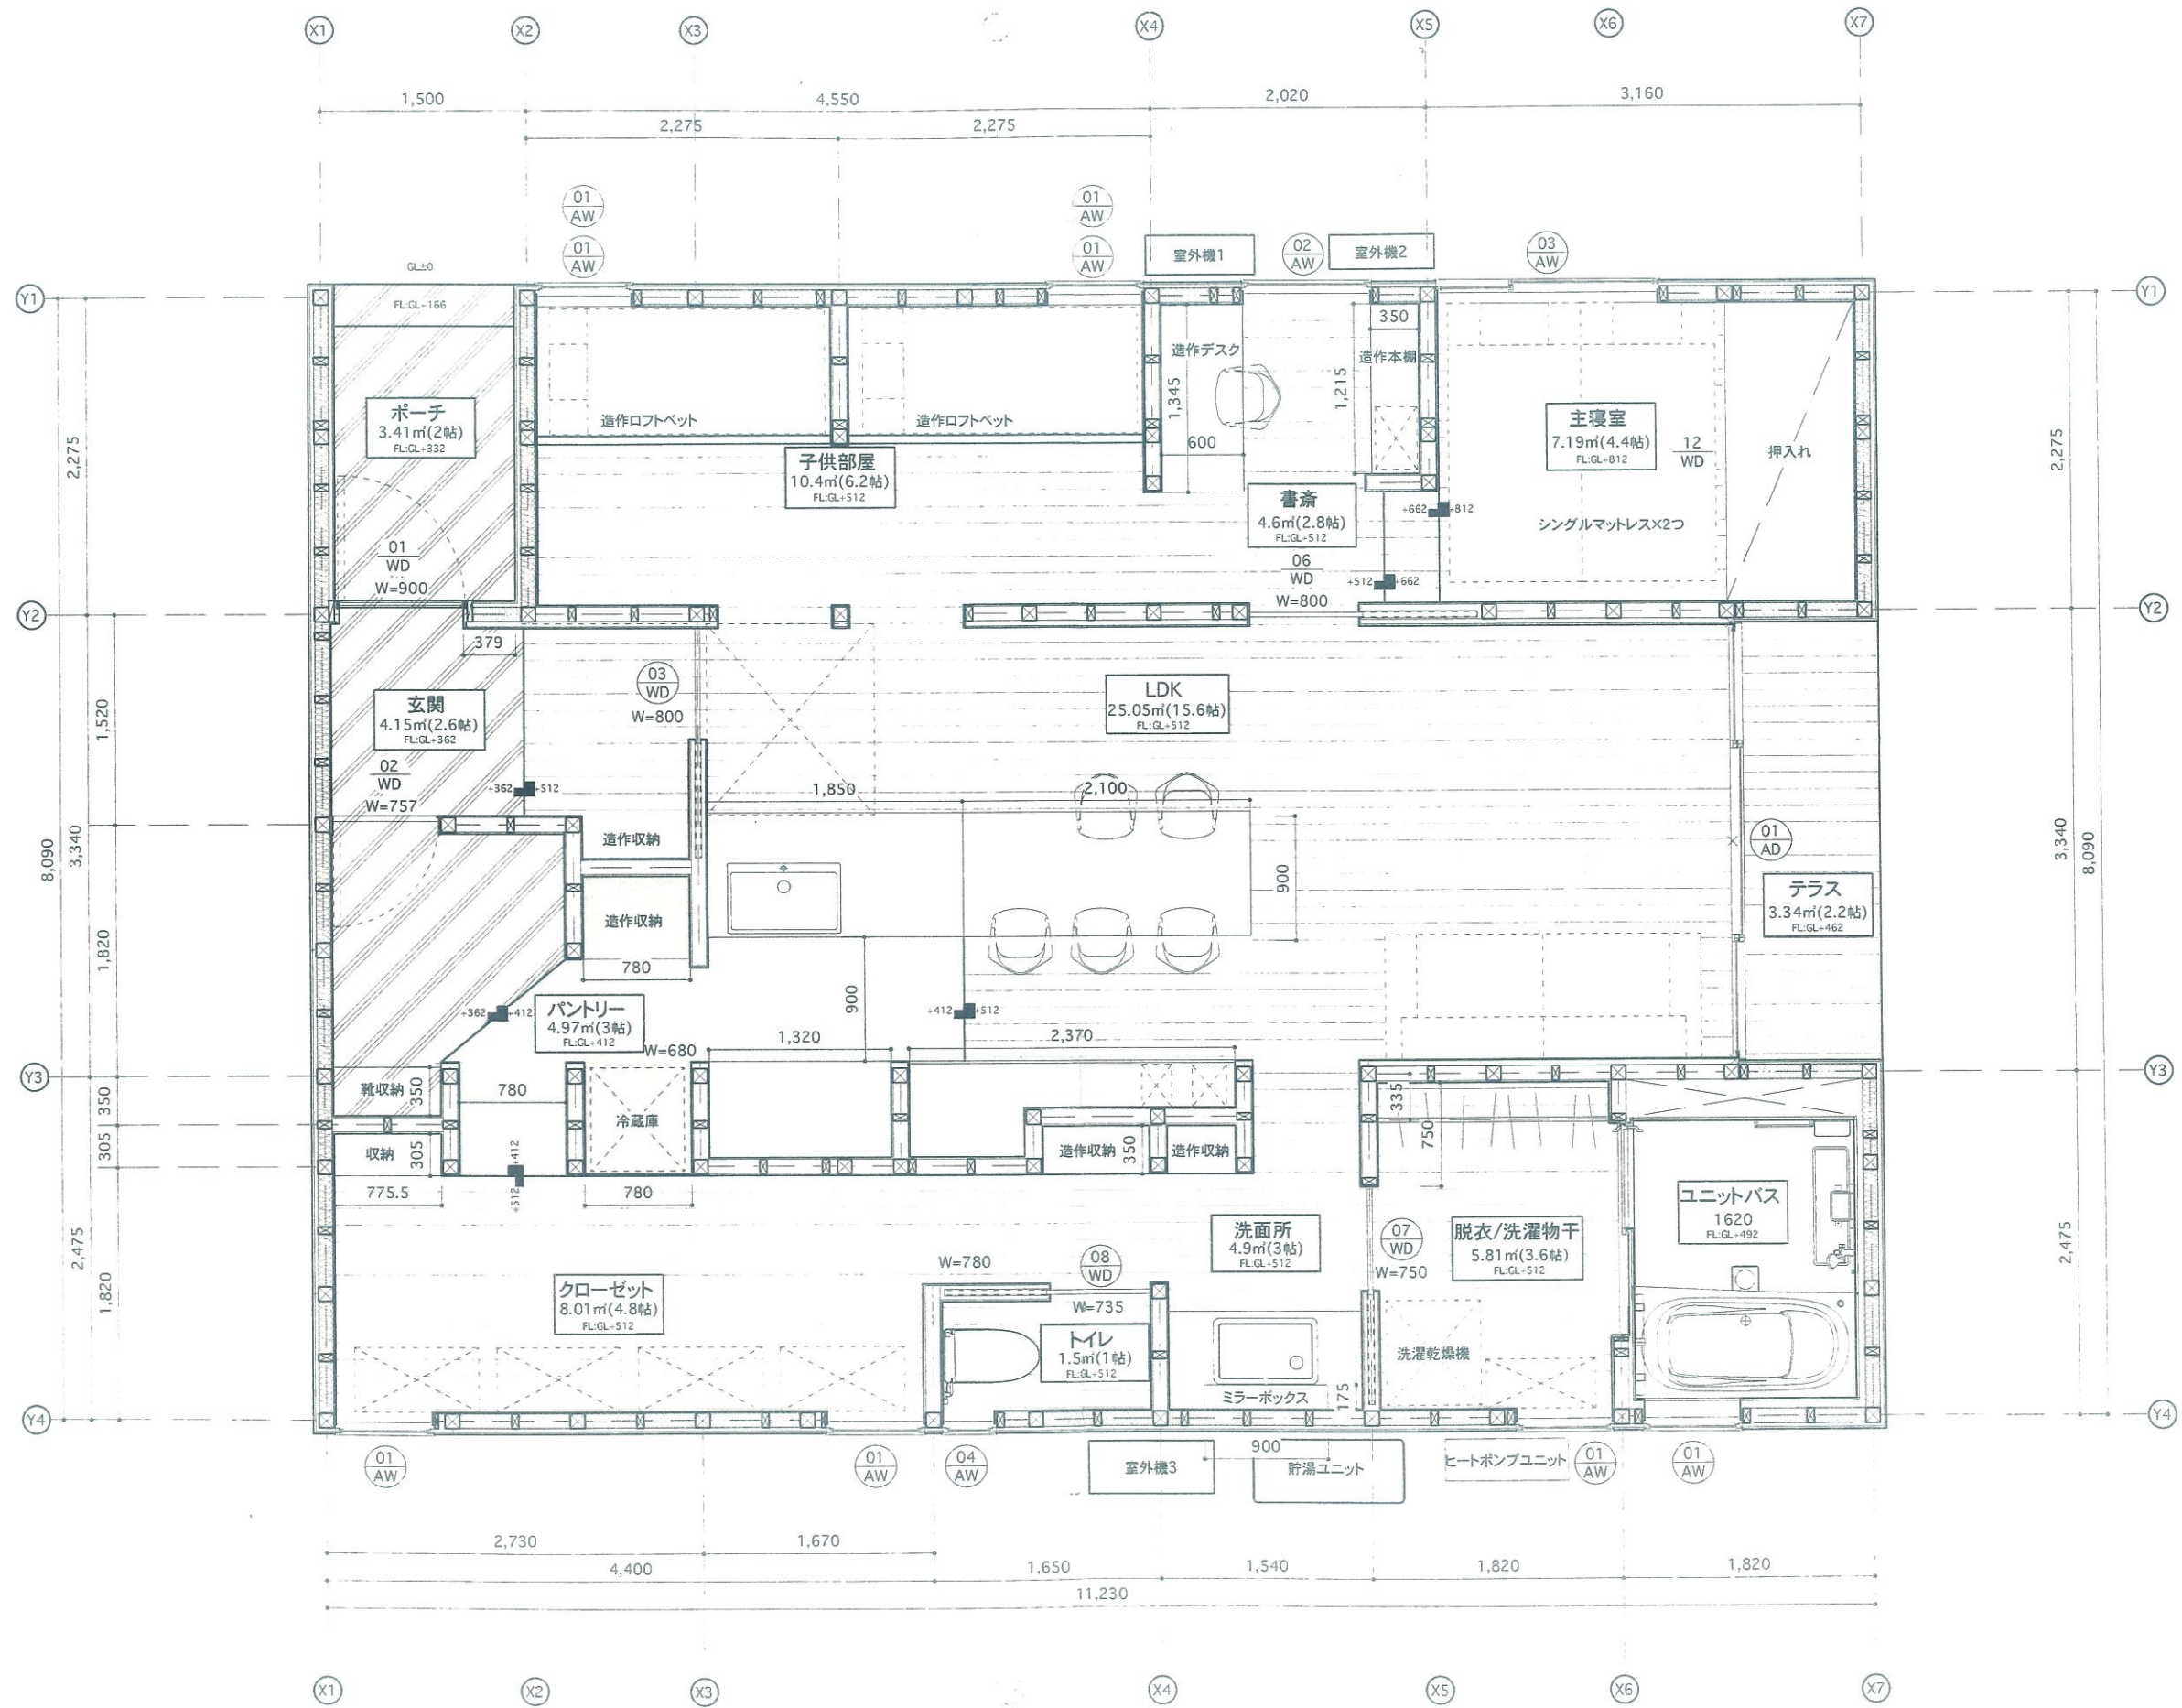 X1
X2
X3
X4
X5
X6
X7
1,500
4,550
2,020
3,160
2,275
2,275
01
AW
01
AW
01
AW
01
AW
室外機1
02
AW
室外機2
03
AW
GL±0
Y1
Y1
FL:GL+166
350
造作デスク
造作本棚
1,345
1,215
600
ポーチ
3.41㎡(2帖)
FL:GL+332
造作ロフトベット
造作ロフトベット
主寝室
7.19㎡(4.4帖)
FL:GL+812
12
WD
押入れ
2,275
2,275
子供部屋
10.4㎡(6.2帖)
FL:GL+512
書斎
4.6㎡(2.8帖)
FL:GL+512
+662
+812
シングルマットレス×2つ
01
WD
W=900
06
WD
W=800
+512
+662
Y2
Y2
379
03
WD
W=800
玄関
4.15㎡(2.6帖)
FL:GL+362
LDK
25.05㎡(15.6帖)
FL:GL+512
1,520
02
WD
W=757
+362
+512
1,850
2,100
造作収納
01
AD
8,090
3,340
3,340
8,090
900
テラス
3.34㎡(2.2帖)
FL:GL+462
造作収納
1,820
780
900
+362
+412
パントリー
4.97㎡(3帖)
FL:GL+412
+412
+512
W=680
1,320
2,370
Y3
Y3
靴収納
350
780
冷蔵庫
335
750
350
305
収納
305
+412
+512
造作収納
350
造作収納
775.5
780
ユニットバス
1620
FL:GL+492
洗面所
4.9㎡(3帖)
FL:GL+512
07
WD
W=750
脱衣/洗濯物干
5.81㎡(3.6帖)
FL:GL+512
2,475
2,475
1,820
W=780
08
WD
W=735
クローゼット
8.01㎡(4.8帖)
FL:GL+512
トイレ
1.5㎡(1帖)
FL:GL+512
洗濯乾燥機
ミラーボックス
175
Y4
Y4
01
AW
01
AW
04
AW
室外機3
900
貯湯ユニット
ヒートポンプユニット
01
AW
01
AW
2,730
1,670
4,400
1,650
1,540
1,820
1,820
11,230
X1
X2
X3
X4
X5
X6
X7